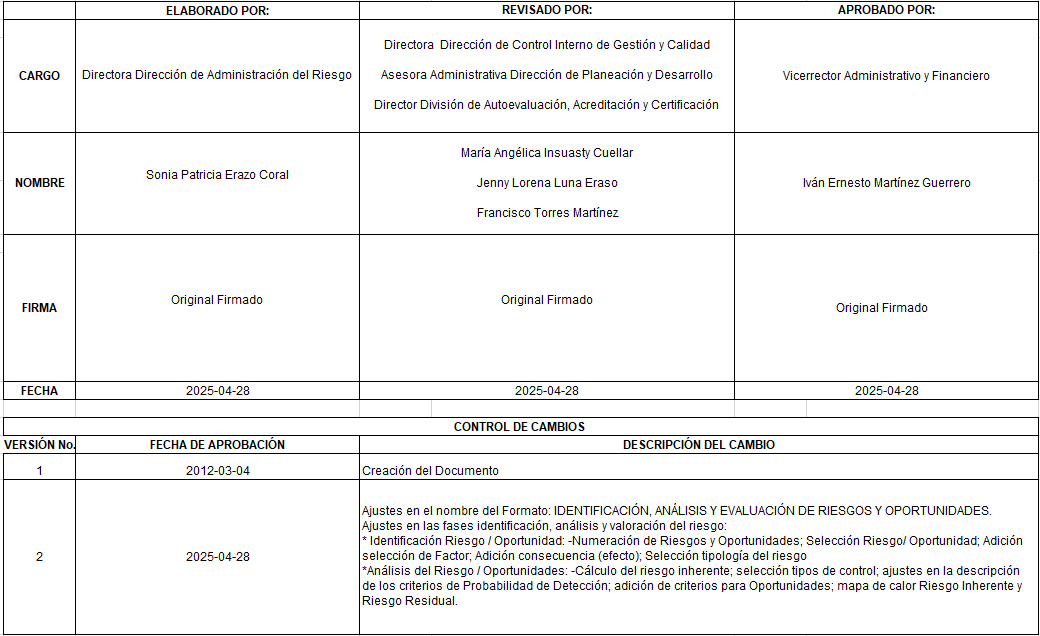 ELABORADO POR: REVISADO POR: APROBADO POR:
CARGO
Directora Dirección de Administración del Riesgo
Directora Dirección de Control Interno de Gestión y Calidad
Asesora Administrativa Dirección de Planeación y Desarrollo
Director División de Autoevaluación, Acreditación y Certificación
Vicerrector Administrativo y Financiero
NOMBRE
Sonia Patricia Erazo Coral
María Angélica Insuasty Cuellar
Jenny Lorena Luna Eraso
Francisco Torres Martínez
Iván Ernesto Martínez Guerrero
FIRMA
Original Firmado
Original Firmado
Original Firmado
FECHA 2025-04-28 2025-04-28 2025-04-28
CONTROL DE CAMBIOS
VERSIÓN No. FECHA DE APROBACIÓN DESCRIPCIÓN DEL CAMBIO
1 2012-03-04 Creación del Documento
2
2025-04-28
Ajustes en el nombre del Formato: IDENTIFICACIÓN, ANÁLISIS Y EVALUACIÓN DE RIESGOS Y OPORTUNIDADES.
Ajustes en las fases identificación, análisis y valoración del riesgo:
* Identificación Riesgo / Oportunidad: -Numeración de Riesgos y Oportunidades; Selección Riesgo/ Oportunidad; Adición
selección de Factor; Adición consecuencia (efecto); Selección tipología del riesgo
*Análisis del Riesgo / Oportunidades: -Cálculo del riesgo inherente; selección tipos de control; ajustes en la descripción
de los criterios de Probabilidad de Detección; adición de criterios para Oportunidades; mapa de calor Riesgo Inherente y
Riesgo Residual.